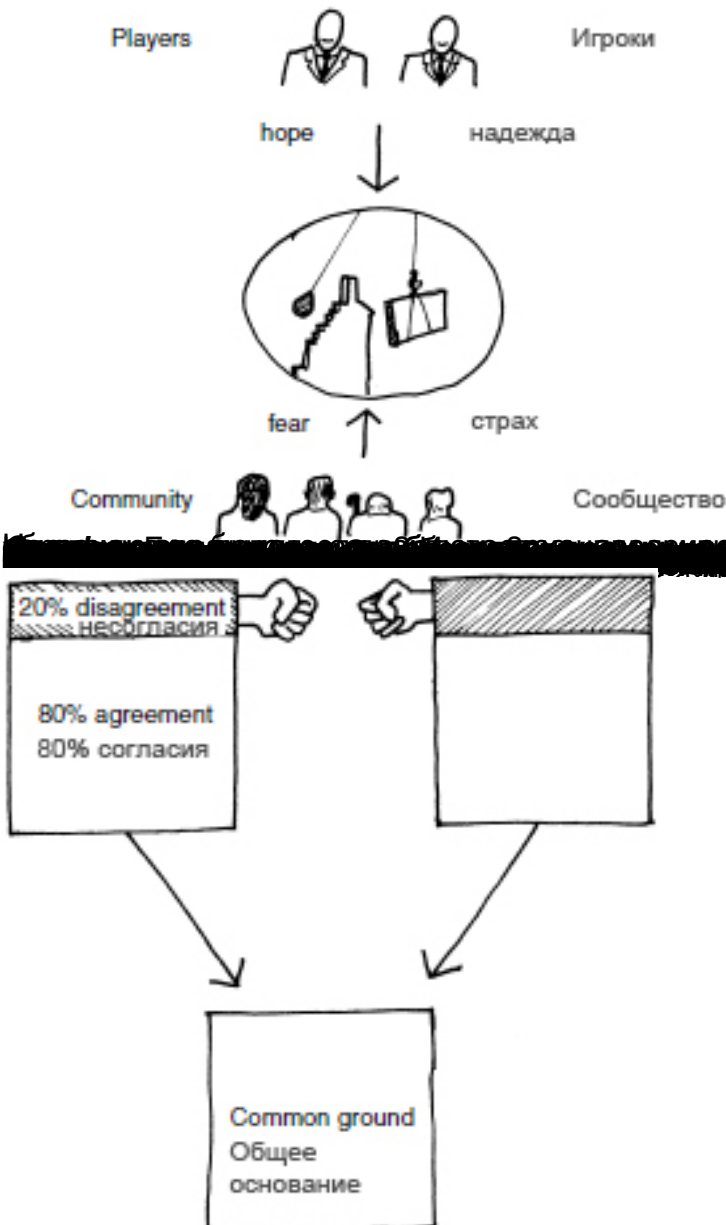 Players
Игроки
hope
надежда
fear
страх
Community
Сообщество
20% disagreement
несогласия
80% agreement
80% согласия
Common ground
Общее
основание